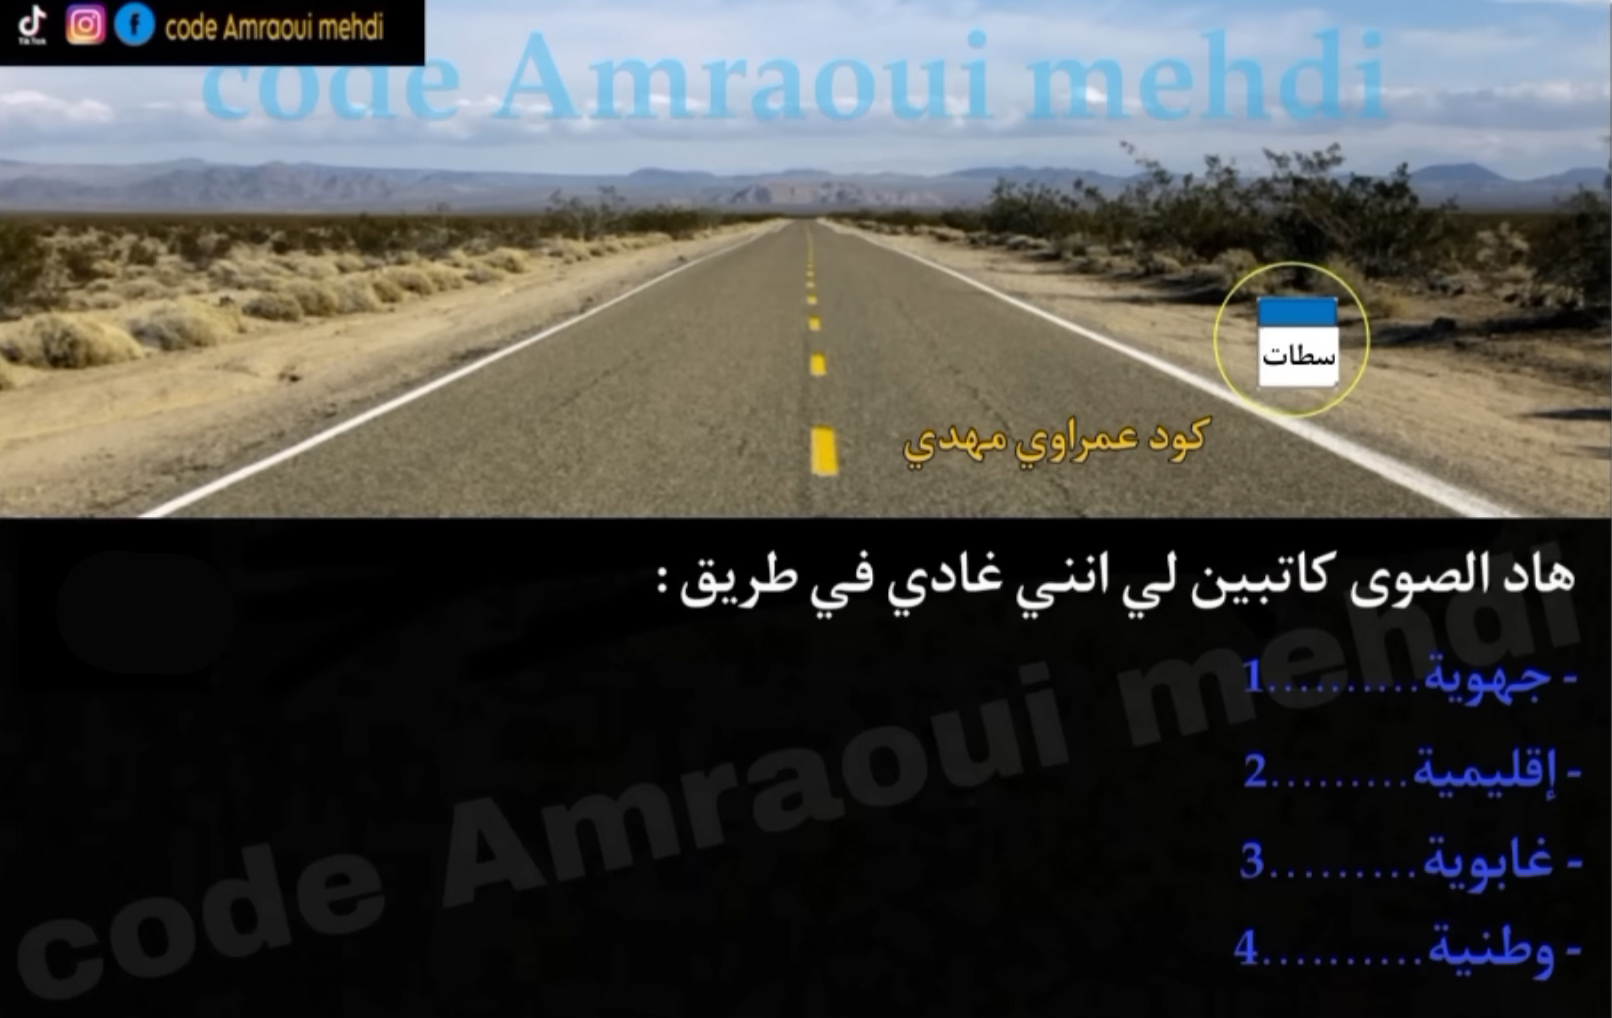 code Amraoui mehdi
code Amraoui mehdi
سطات
كود عمراوي مهدي
هاد الصوى كاتبين لي انني غادي في طريق :
- جهوية..........1
- إقليمية.........2
- غابوية.........3
- وطنية..........4
code Amraoui mehdi